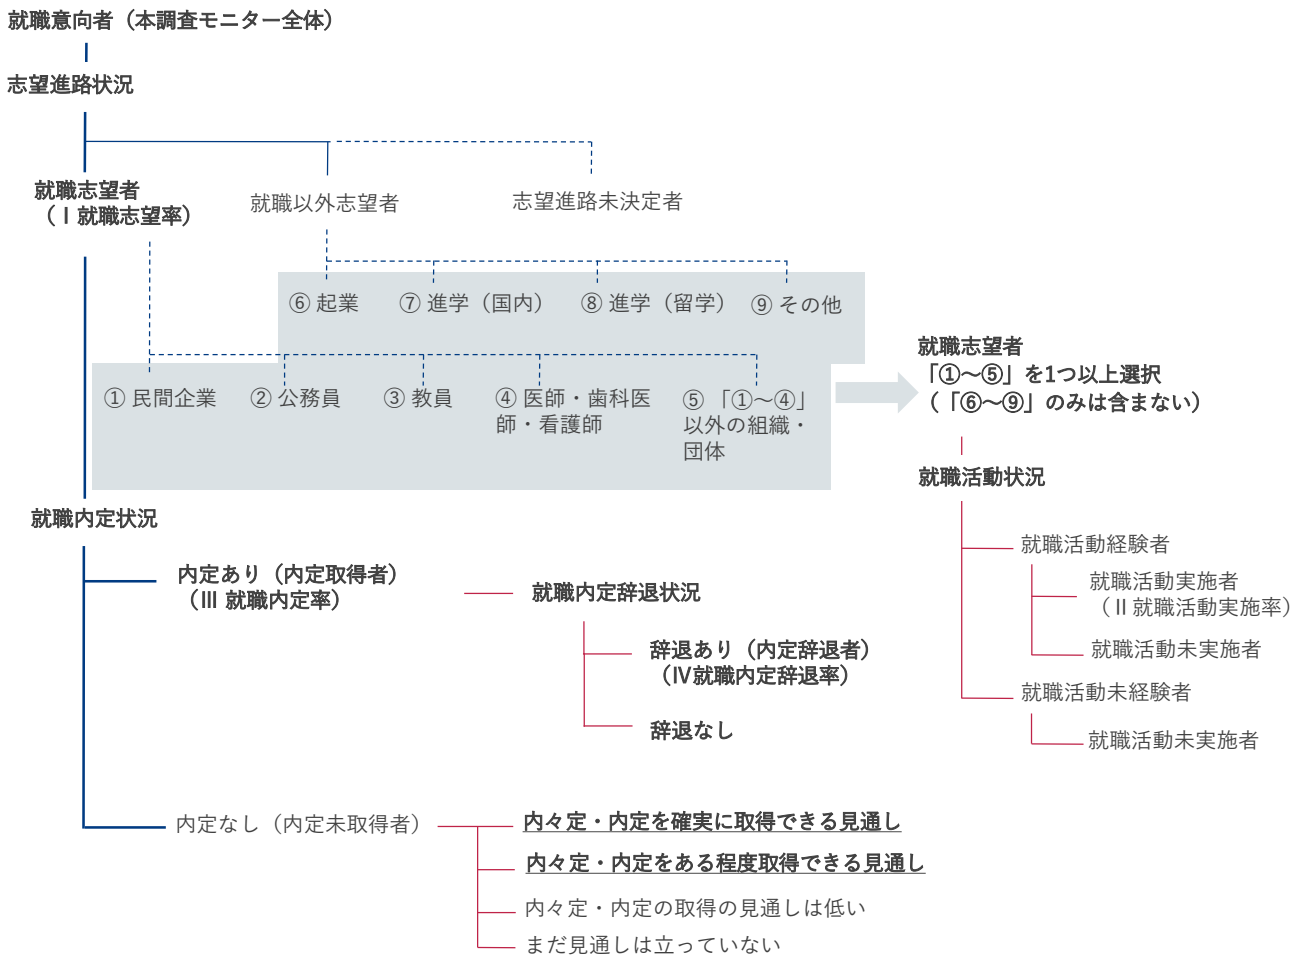 就職意向者（本調査モニター全体）
志望進路状況
就職志望者
（Ⅰ就職志望率）
就職以外志望者
志望進路未決定者
⑥ 起業
⑦ 進学（国内）
⑧ 進学（留学）
⑨ その他
① 民間企業
② 公務員
③ 教員
④ 医師・歯科医
師・看護師
⑤ 「①～④」
以外の組織・
団体
就職志望者
「①～⑤」を1つ以上選択
（「⑥～⑨」のみは含まない）
就職活動状況
就職活動経験者
就職活動実施者
（Ⅱ就職活動実施率）
就職活動未実施者
就職活動未経験者
就職活動未実施者
就職内定状況
内定あり（内定取得者）
（Ⅲ 就職内定率）
就職内定辞退状況
辞退あり（内定辞退者）
（Ⅳ就職内定辞退率）
辞退なし
内定なし（内定未取得者）
内々定・内定を確実に取得できる見通し
内々定・内定をある程度取得できる見通し
内々定・内定の取得の見通しは低い
まだ見通しは立っていない